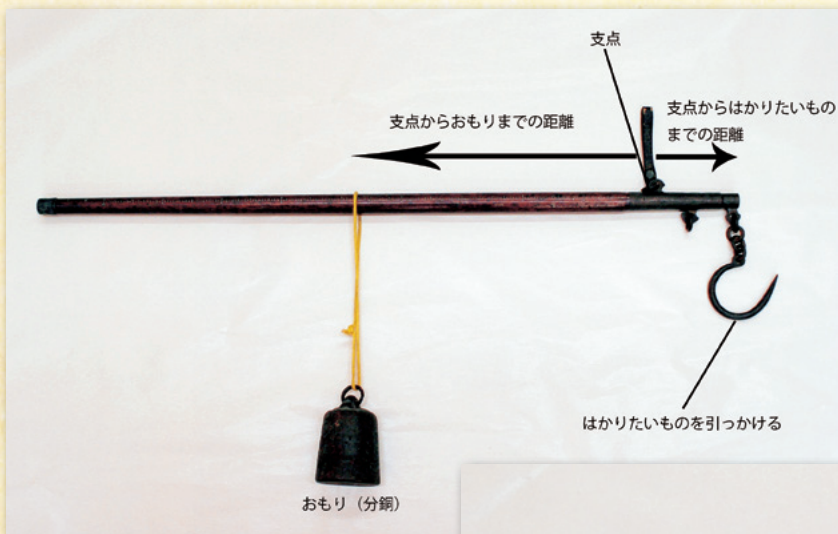 支点
支点からおもりまでの距離
支点からはかりたいもの
までの距離
はかりたいものを引っかける
おもり（分銅）